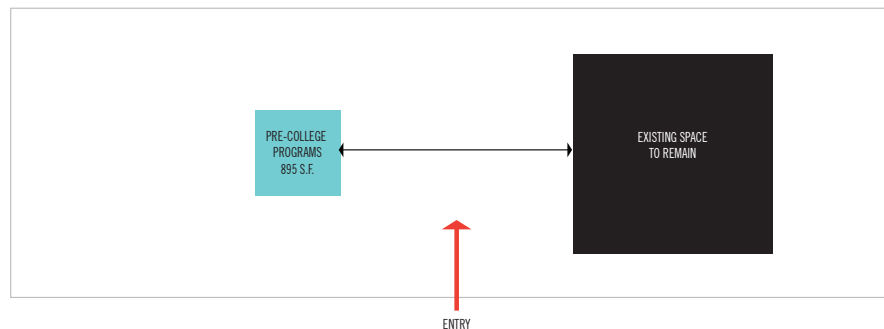 PRE-COLLEGE
PROGRAMS
895 S.F.
EXISTING SPACE
TO REMAIN
ENTRY